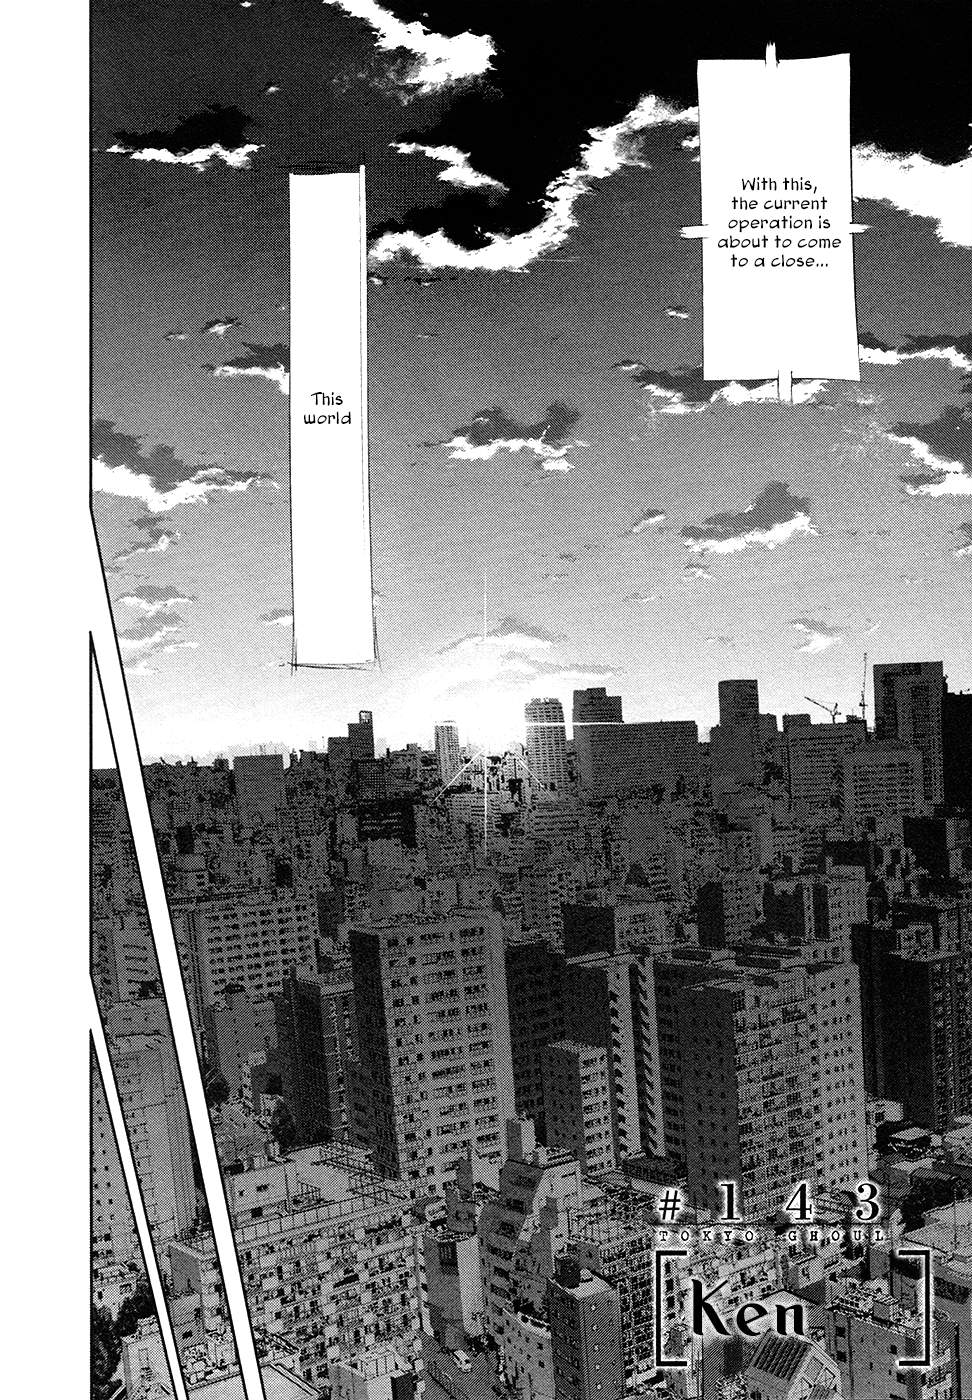 With this,
the current
operation is
about to come
to a close...
This
world
#143
TOKYO GHOUL
[Ken]